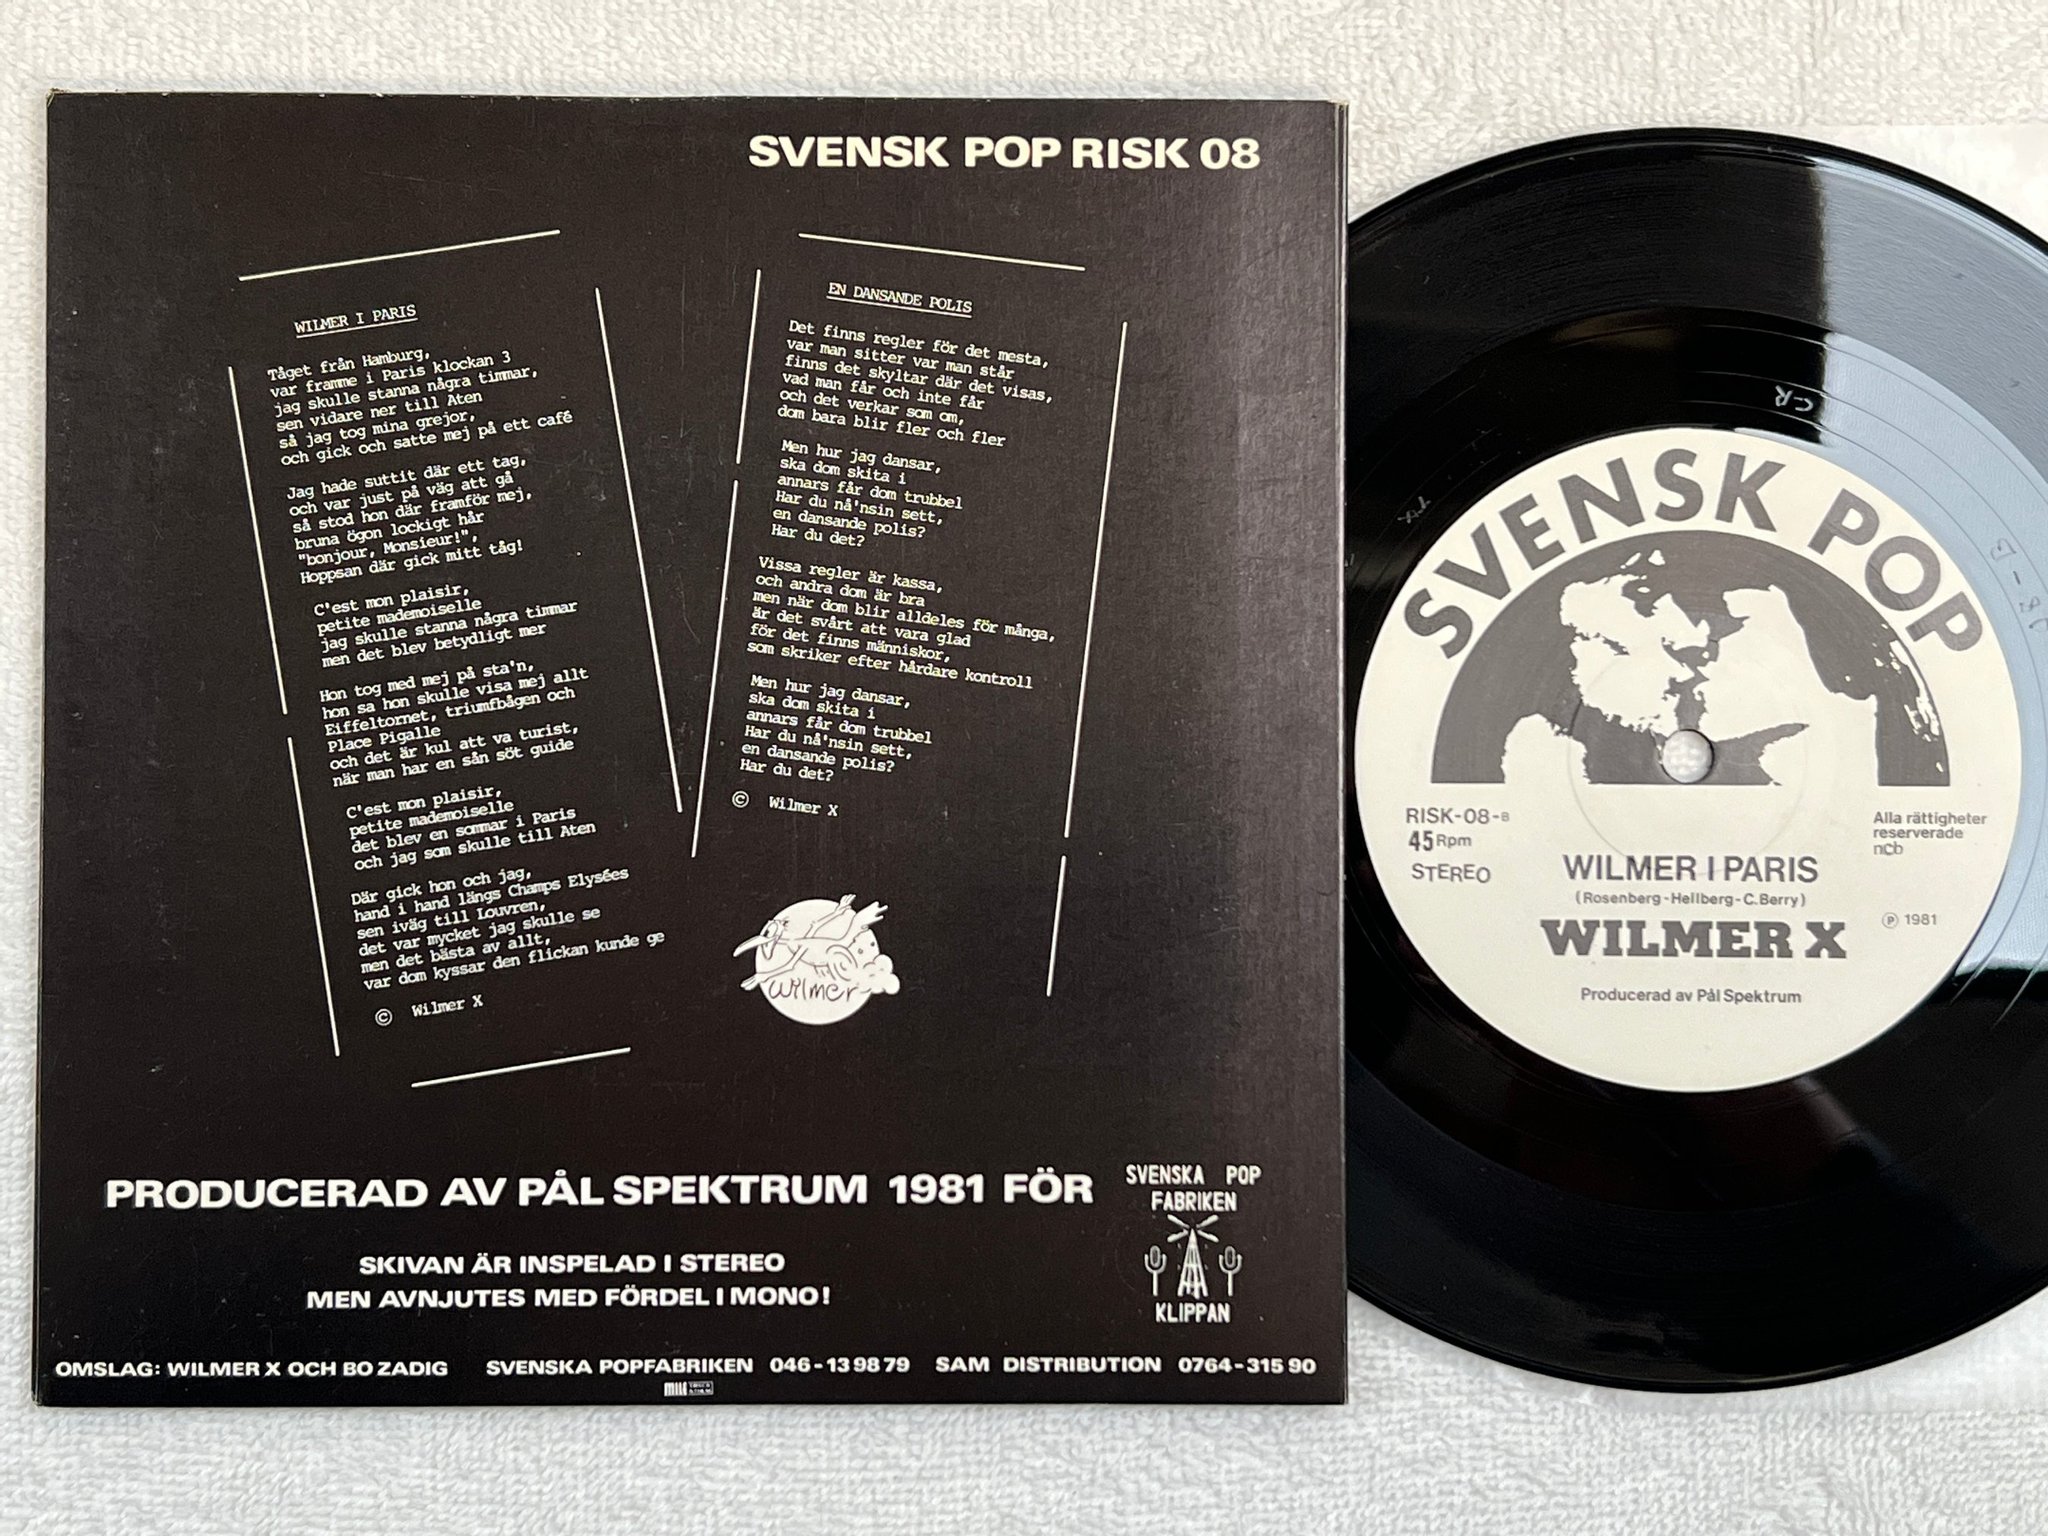 SVENSK POP RISK 08
WILMER I PARIS
Tåget från Hamburg,
var framme i Paris klockan 3
jag skulle stanna några timmar,
sen vidare ner till Aten
så jag tog mina grejor,
och gick och satte mej på ett café
Jag hade suttit där ett tag,
och var just på väg att gå
så stod hon där framför mej,
bruna ögon lockigt hår
"bonjour, Monsieur!",
Hoppsan där gick mitt tåg!
C'est mon plaisir,
petite mademoiselle
jag skulle stanna några timmar
men det blev betydligt mer
Hon tog med mej på sta'n,
hon sa hon skulle visa mej allt
Eiffeltornet, triumfbågen och
Place Pigalle
och det är kul att va turist,
när man har en sån söt guide
C'est mon plaisir,
petite mademoiselle
det blev en sommar i Paris
och jag som skulle till Aten
Där gick hon och jag,
hand i hand längs Champs Elysées
sen iväg till Louvren,
det var mycket jag skulle se
men det bästa av allt,
var dom kyssar den flickan kunde ge
© Wilmer X
EN DANSANDE POLIS
Det finns regler för det mesta,
var man sitter var man står
finns det skyltar där det visas,
vad man får och inte får
och det verkar som om,
dom bara blir fler och fler
Men hur jag dansar,
ska dom skita i
annars får dom trubbel
Har du nå'nsin sett,
en dansande polis?
Har du det?
Vissa regler är kassa,
och andra dom är bra
men när dom blir alldeles för många,
är det svårt att vara glad
för det finns människor,
som skriker efter hårdare kontroll
Men hur jag dansar,
ska dom skita i
annars får dom trubbel
Har du nå'nsin sett,
en dansande polis?
Har du det?
© Wilmer X
Wilmer
PRODUCERAD AV PÅL SPEKTRUM 1981 FÖR
SVENSKA POP
FABRIKEN
KLIPPAN
SKIVAN ÄR INSPELAD I STEREO
MEN AVNJUTES MED FÖRDEL I MONO!
OMSLAG: WILMER X OCH BO ZADIG SVENSKA POPFABRIKEN 046-13 98 79 SAM DISTRIBUTION 0764-315 90
C-R
SVENSK POP
RISK-08-B
45 Rpm
STEREO
Alla rättigheter
reserverade
ncb
WILMER I PARIS
(Rosenberg-Hellberg-C.Berry)
WILMER X
℗ 1981
Producerad av Pål Spektrum